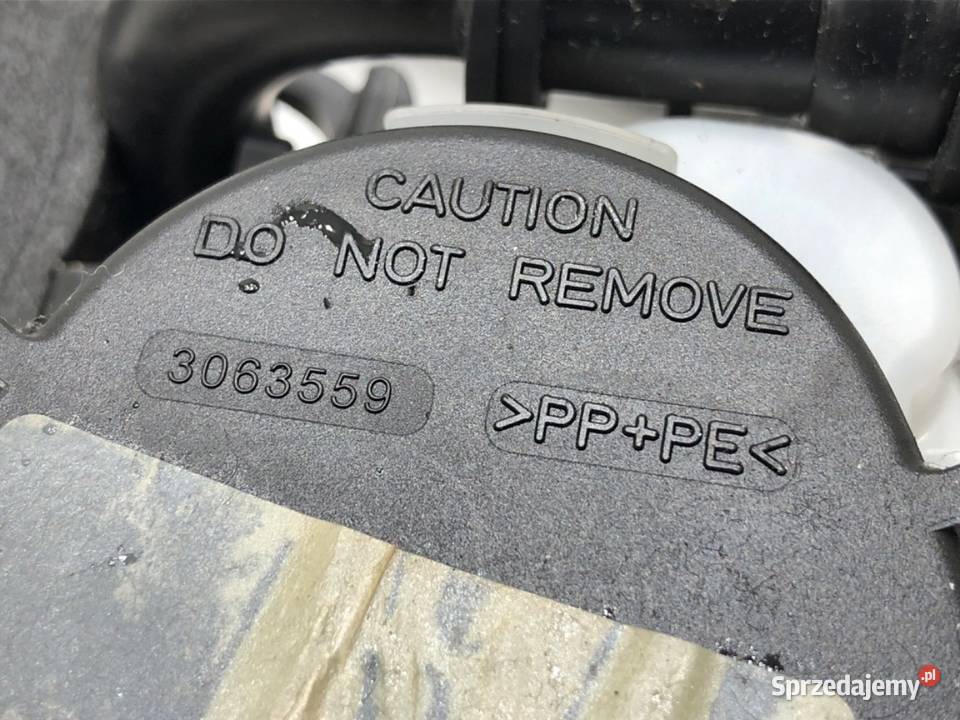 CAUTION
DO NOT REMOVE
3063559
>PP+PE<
Sprzedajemy.pl